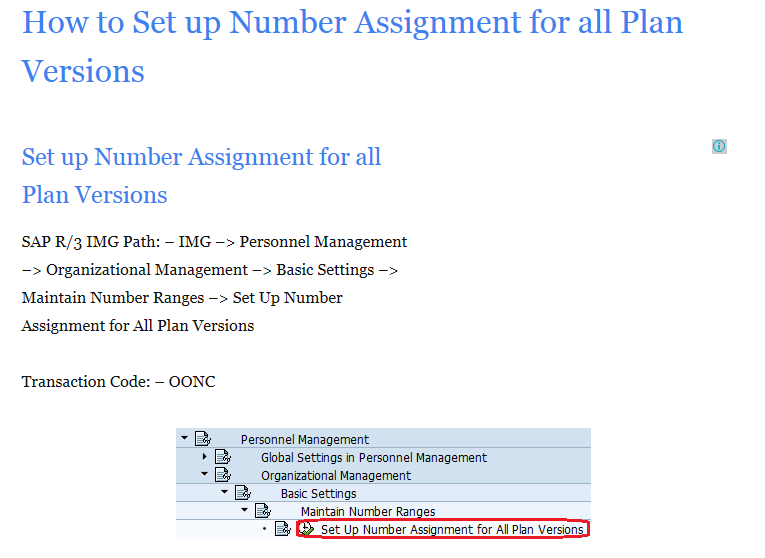 How to Set up Number Assignment for all Plan
Versions
Set up Number Assignment for all
Plan Versions
SAP R/3 IMG Path: – IMG –> Personnel Management
–> Organizational Management –> Basic Settings –>
Maintain Number Ranges –> Set Up Number
Assignment for All Plan Versions
Transaction Code: – OONC
Personnel Management
Global Settings in Personnel Management
Organizational Management
Basic Settings
Maintain Number Ranges
Set Up Number Assignment for All Plan Versions